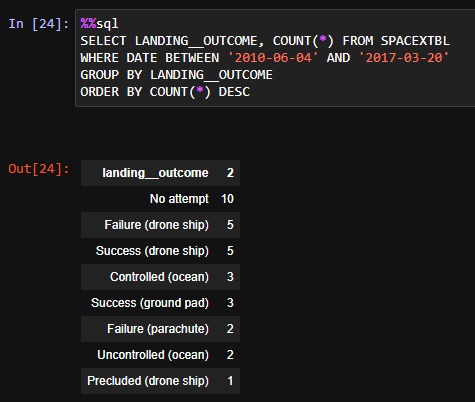 In [24]: %%sql
SELECT LANDING__OUTCOME, COUNT(*) FROM SPACEXTBL
WHERE DATE BETWEEN '2010-06-04' AND '2017-03-20'
GROUP BY LANDING__OUTCOME
ORDER BY COUNT(*) DESC
Out[24]:
landing__outcome 2
No attempt 10
Failure (drone ship) 5
Success (drone ship) 5
Controlled (ocean) 3
Success (ground pad) 3
Failure (parachute) 2
Uncontrolled (ocean) 2
Precluded (drone ship) 1